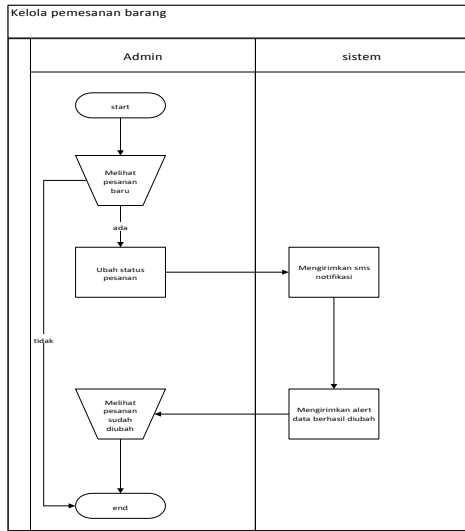 Kelola pemesanan barang
Admin
sistem
start
Melihat
pesanan
baru
ada
Ubah status
pesanan
Mengirimkan sms
notifikasi
tidak
Melihat
pesanan
sudah
diubah
Mengirimkan alert
data berhasil diubah
end